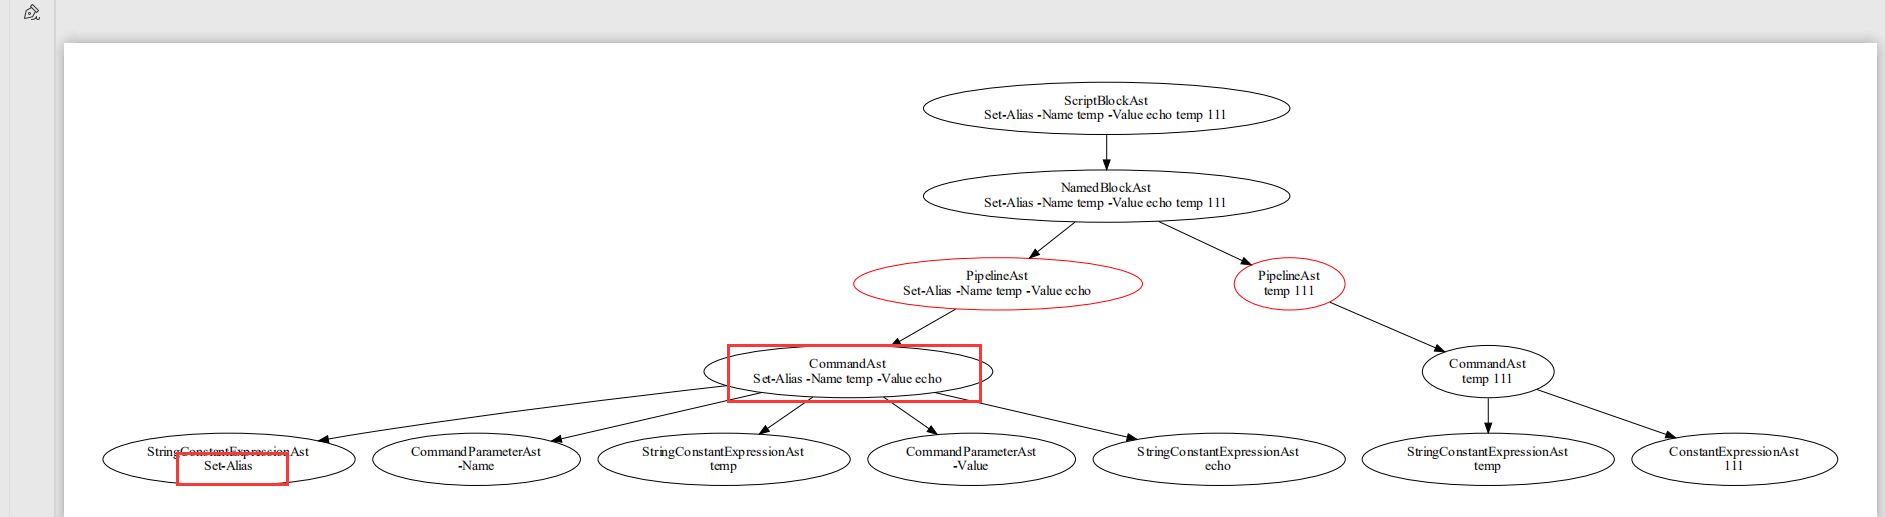 ScriptBlockAst
Set-Alias -Name temp -Value echo temp 111
NamedBlockAst
Set-Alias -Name temp -Value echo temp 111
PipelineAst
Set-Alias -Name temp -Value echo
PipelineAst
temp 111
CommandAst
Set-Alias -Name temp -Value echo
CommandAst
temp 111
StringConstantExpressionAst
Set-Alias
CommandParameterAst
-Name
StringConstantExpressionAst
temp
CommandParameterAst
-Value
StringConstantExpressionAst
echo
StringConstantExpressionAst
temp
ConstantExpressionAst
111